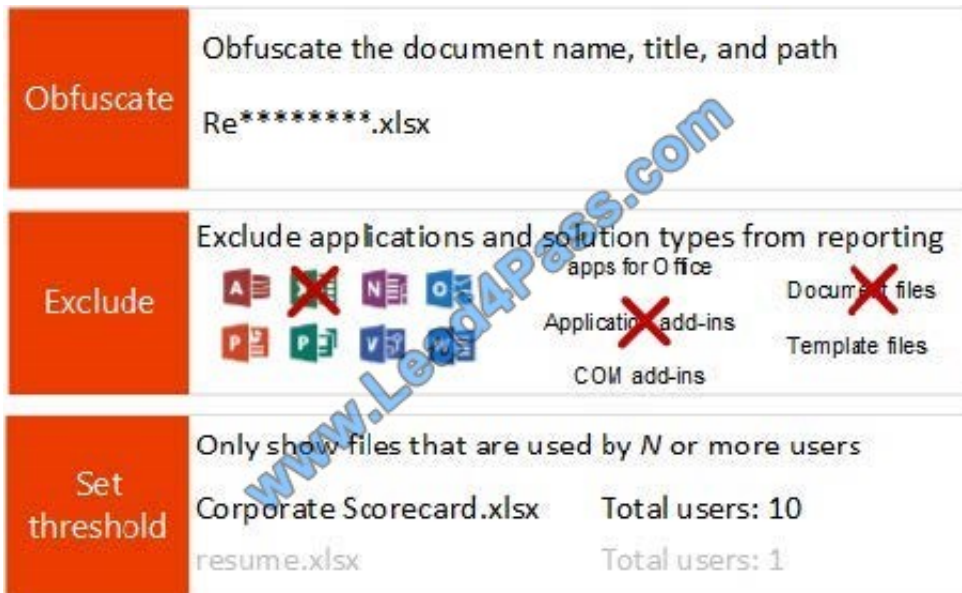 Obfuscate
Obfuscate the document name, title, and path
Re********.xlsx
Exclude
Exclude applications and solution types from reporting
A
N
O
P
P
V
W
apps for Office
Application add-ins
COM add-ins
Document files
Template files
Set
threshold
Only show files that are used by N or more users
Corporate Scorecard.xlsx Total users: 10
resume.xlsx Total users: 1
www.Lead4Pass.com